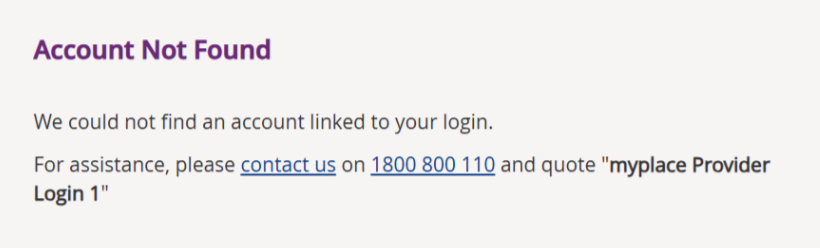 Account Not Found
We could not find an account linked to your login.
For assistance, please contact us on 1800 800 110 and quote "myplace Provider
Login 1"